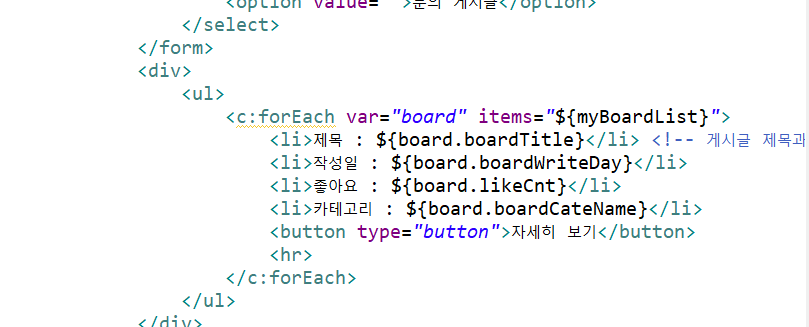 <option value="">문의 게시글</option>
</select>
</form>
<div>
<ul>
<c:forEach var="board" items="${myBoardList}">
<li>제목 : ${board.boardTitle}</li> <!-- 게시글 제목과
<li>작성일 : ${board.boardWriteDay}</li>
<li>좋아요 : ${board.likeCnt}</li>
<li>카테고리 : ${board.boardCateName}</li>
<button type="button">자세히 보기</button>
<hr>
</c:forEach>
</ul>
</div>